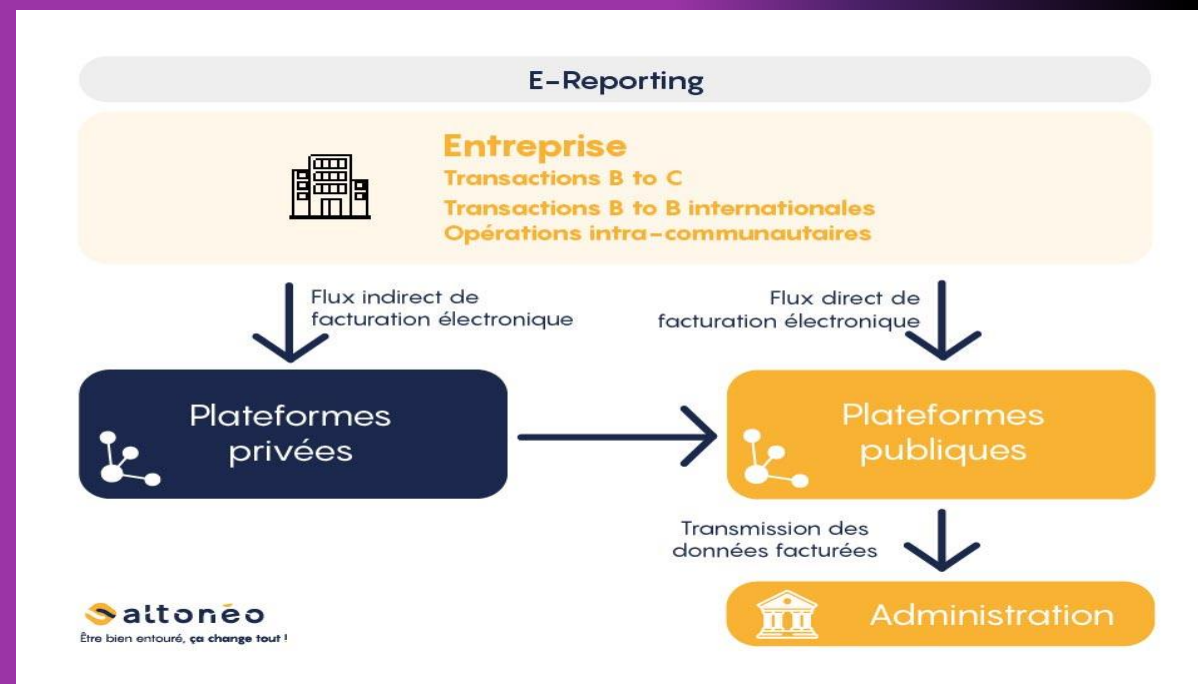 E-Reporting
Entreprise
Transactions B to C
Transactions B to B internationales
Opérations intra-communautaires
Flux indirect de
facturation électronique
Flux direct de
facturation électronique
Plateformes
privées
Plateformes
publiques
Transmission des
données facturées
Administration
altonéo
Être bien entouré, ça change tout !